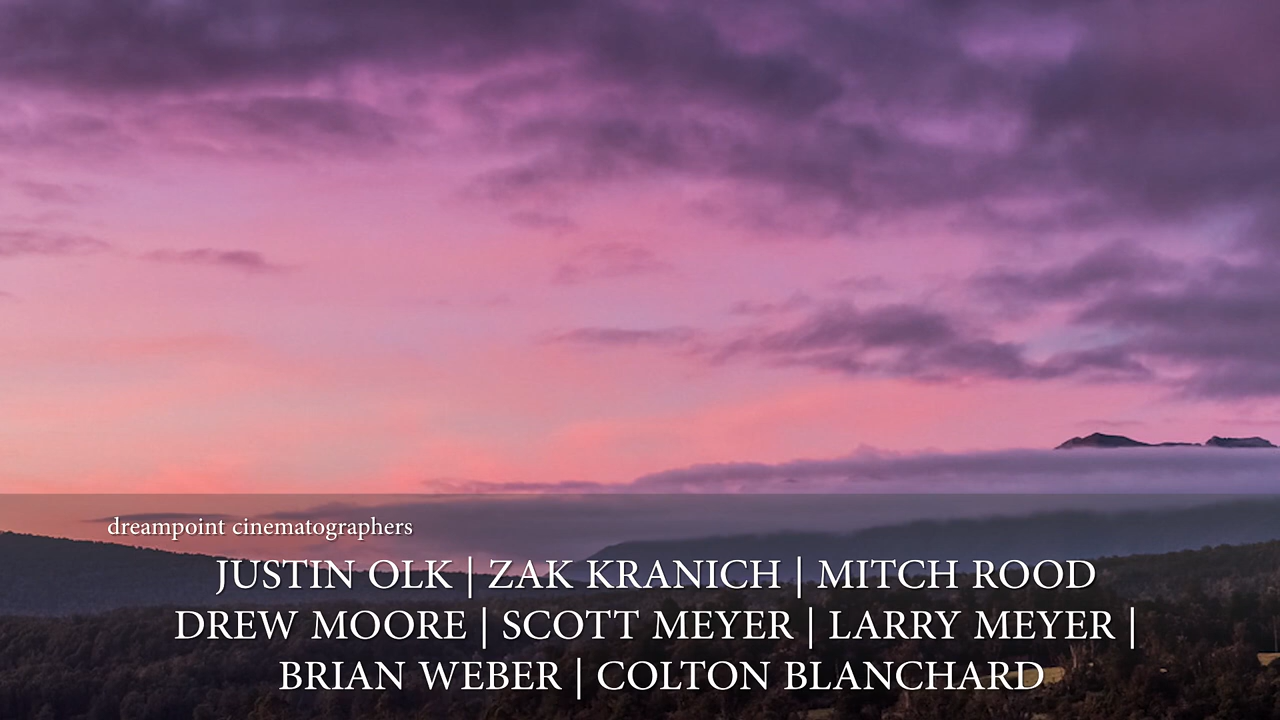 dreampoint cinematographers
JUSTIN OLK | ZAK KRANICH | MITCH ROOD
DREW MOORE | SCOTT MEYER | LARRY MEYER |
BRIAN WEBER | COLTON BLANCHARD